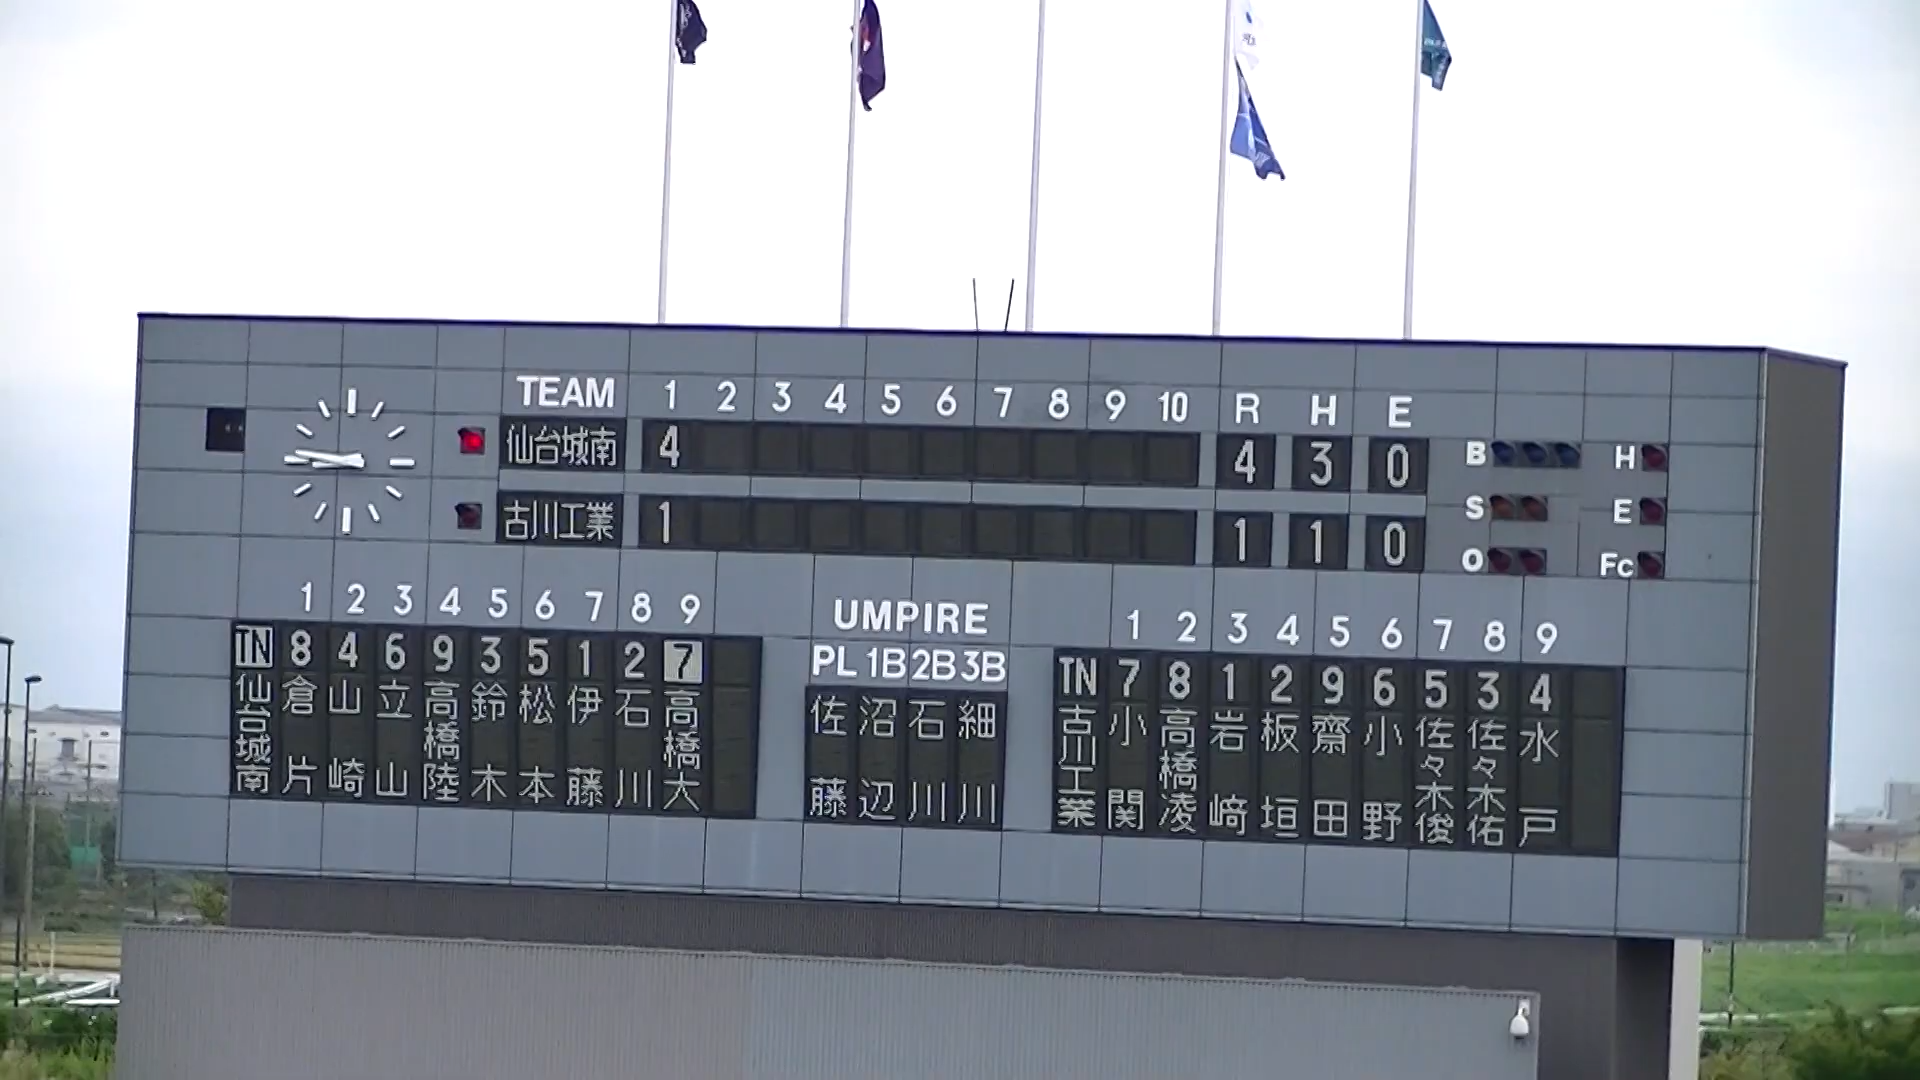 TEAM 1 2 3 4 5 6 7 8 9 10 R H E
仙台城南 4 4 3 0
古川工業 1 1 1 0
B H
S E
O Fc
1 2 3 4 5 6 7 8 9
TN 8 4 6 9 3 5 1 2 7
仙台城南
倉片
山崎
立山
高橋陸
鈴木
松本
伊藤
石川
高橋大
UMPIRE
PL 1B 2B 3B
佐藤
沼辺
石川
細川
1 2 3 4 5 6 7 8 9
TN 7 8 1 2 9 6 5 3 4
古川工業
小関
高橋凌
岩﨑
板垣
齋田
小野
佐々木俊
佐々木佑
水戸